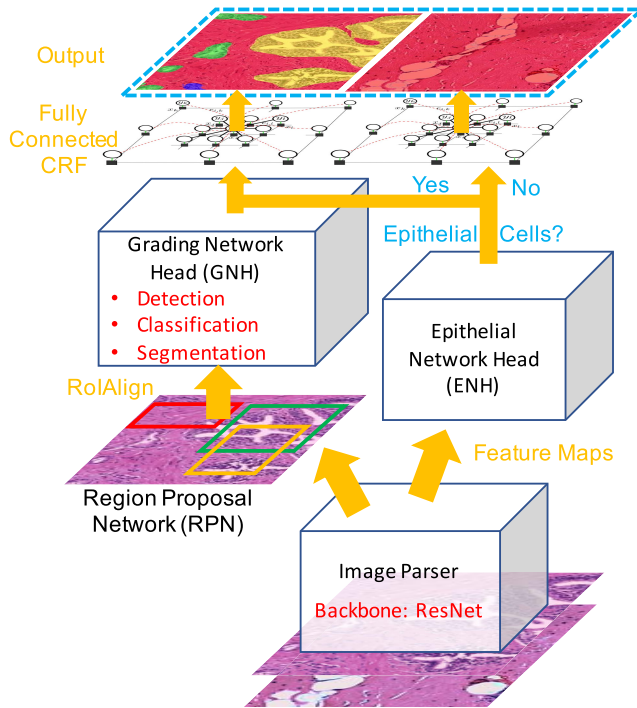 Output
Fully
Connected
CRF
Yes
No
Epithelial Cells?
Grading Network
Head (GNH)
• Detection
• Classification
• Segmentation
Epithelial
Network Head
(ENH)
RoIAlign
Feature Maps
Region Proposal
Network (RPN)
Image Parser
Backbone: ResNet